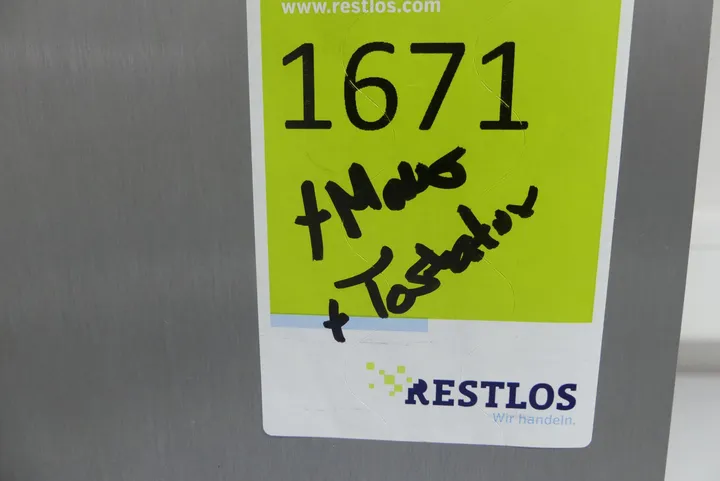 www.restlos.com
1671
+ Maus
+ Tastatur
RESTLOS
Wir handeln.